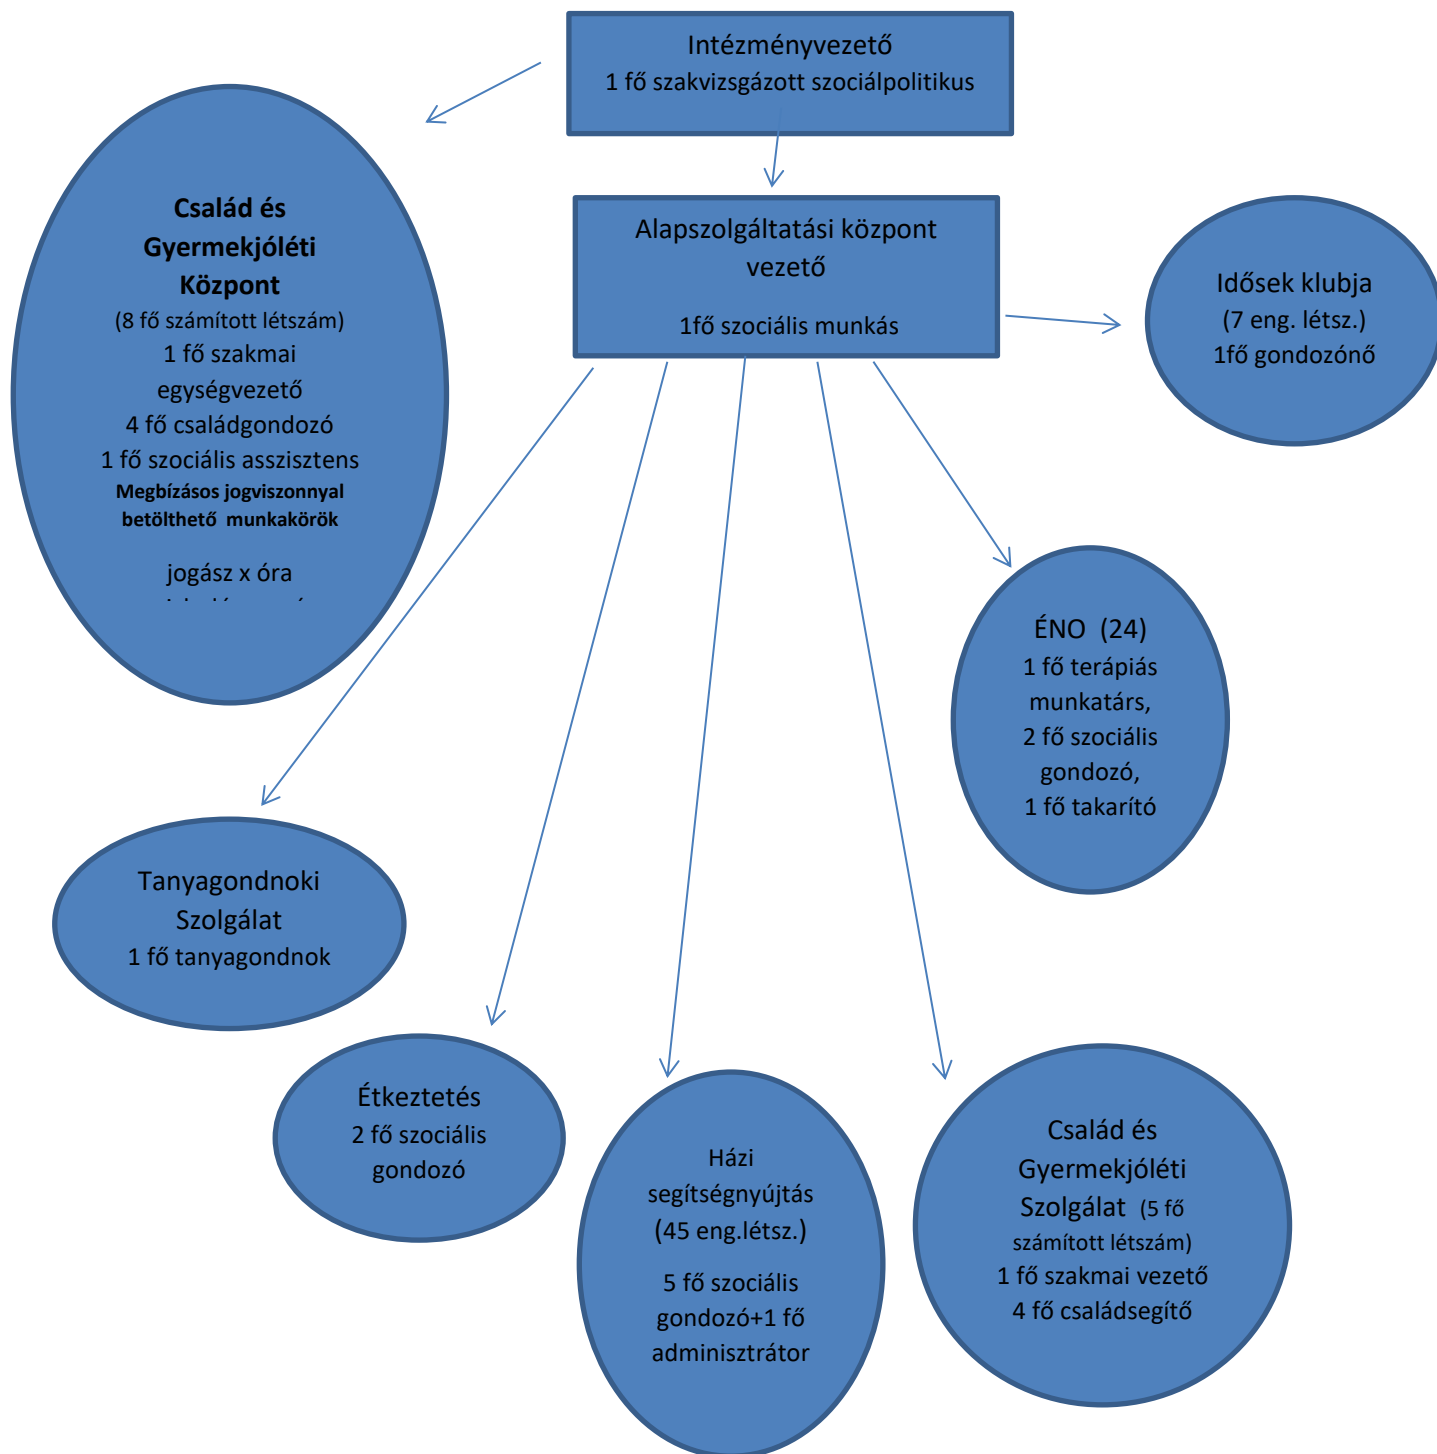 Intézményvezető
1 fő szakvizsgázott szociálpolitikus
Család és
Gyermekjóléti
Központ
(8 fő számított létszám)
1 fő szakmai
egységvezető
4 fő családgondozó
1 fő szociális asszisztens
Megbízásos jogviszonnyal
betölthető munkakörök
jogász x óra
Alapszolgáltatási központ
vezető
1fő szociális munkás
Idősek klubja
(7 eng. létsz.)
1fő gondozónő
ÉNO (24)
1 fő terápiás
munkatárs,
2 fő szociális
gondozó,
1 fő takarító
Tanyagondnoki
Szolgálat
1 fő tanyagondnok
Étkeztetés
2 fő szociális
gondozó
Házi
segítségnyújtás
(45 eng.létsz.)
5 fő szociális
gondozó+1 fő
adminisztrátor
Család és
Gyermekjóléti
Szolgálat (5 fő
számított létszám)
1 fő szakmai vezető
4 fő családsegítő